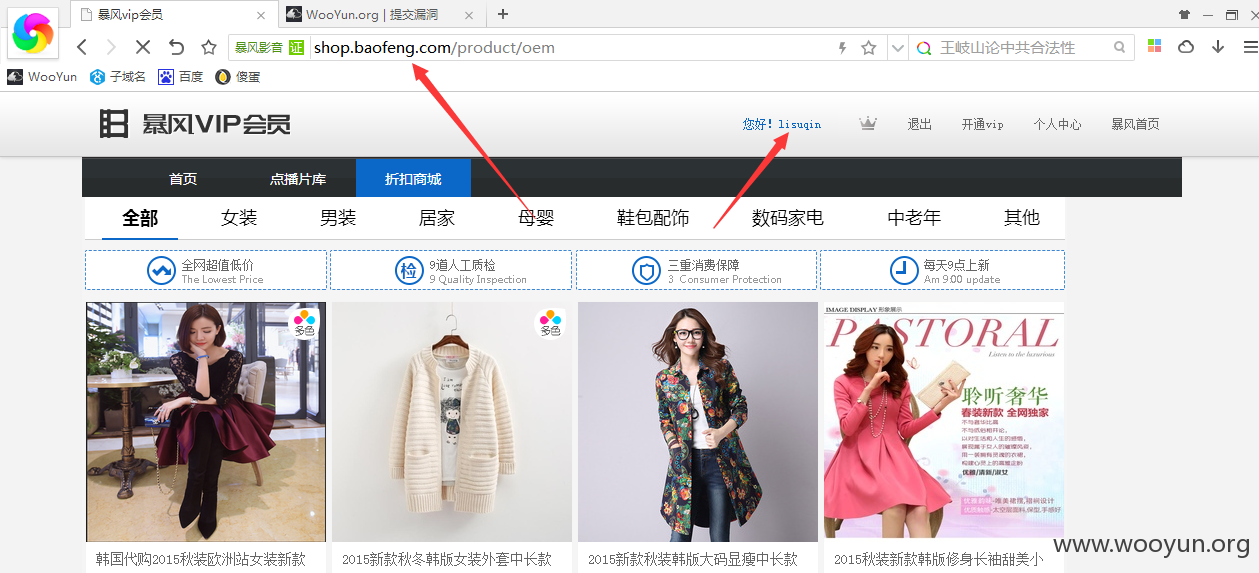 暴风vip会员
WooYun.org | 提交漏洞
暴风影音 证 shop.baofeng.com/product/oem
王岐山论中共合法性
WooYun 子域名 百度 傻蛋
暴风VIP会员
您好! lisuqin 退出 开通vip 个人中心 暴风首页
首页 点播片库 折扣商城
全部 女装 男装 居家 母婴 鞋包配饰 数码家电 中老年 其他
全网超值低价
The Lowest Price
检 9道人工质检
9 Quality Inspection
三重消费保障
3 Consumer Protection
每天9点上新
Am 9:00 update
多色
多色
IMAGE DISPLAY 形象展示
PASTORAL
Listen to the luxurious
聆听奢华
春装新款 全网独家
优雅/清新/淑女
韩国代购2015秋装欧洲站女装新款
2015新款秋冬韩版女装外套中长款
2015新款秋装韩版大码显瘦中长款
2015秋装新款韩版修身长袖甜美小
www.wooyun.org